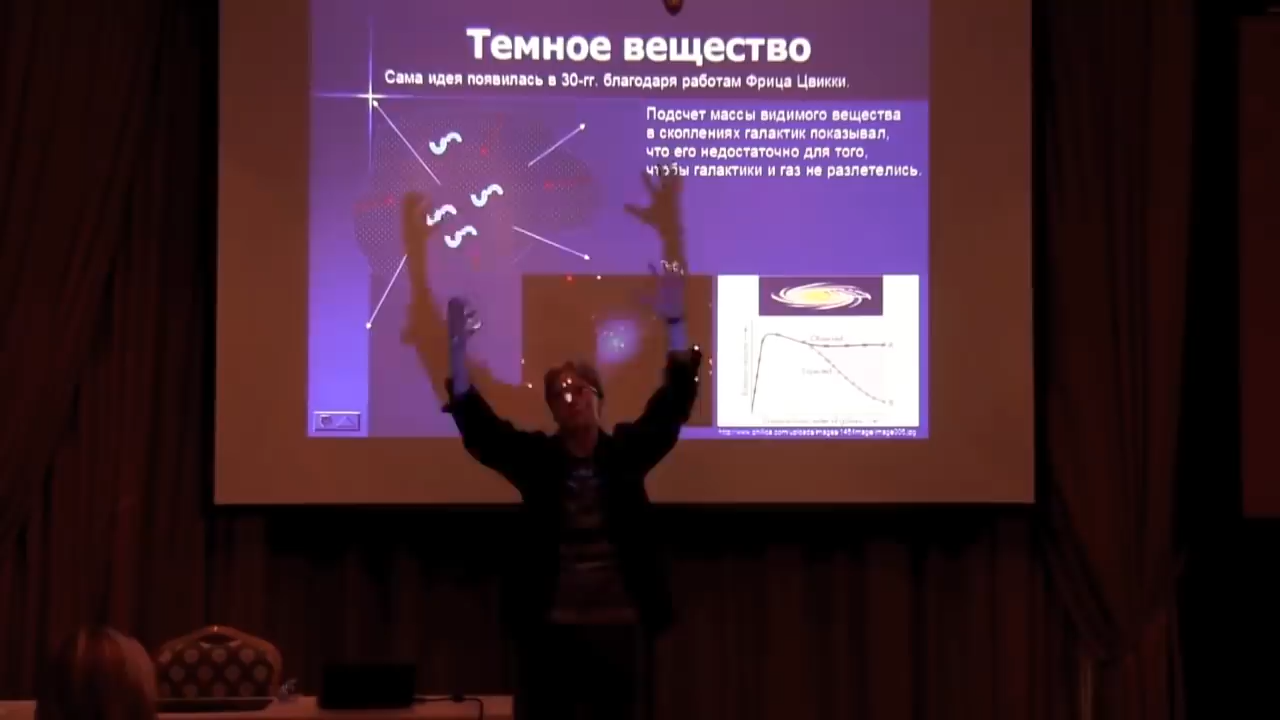 Темное вещество
Сама идея появилась в 30-гг. благодаря работам Фрица Цвикки.
Подсчет массы видимого вещества
в скоплениях галактик показывал,
что его недостаточно для того,
чтобы галактики и газ не разлетелись.
Observed